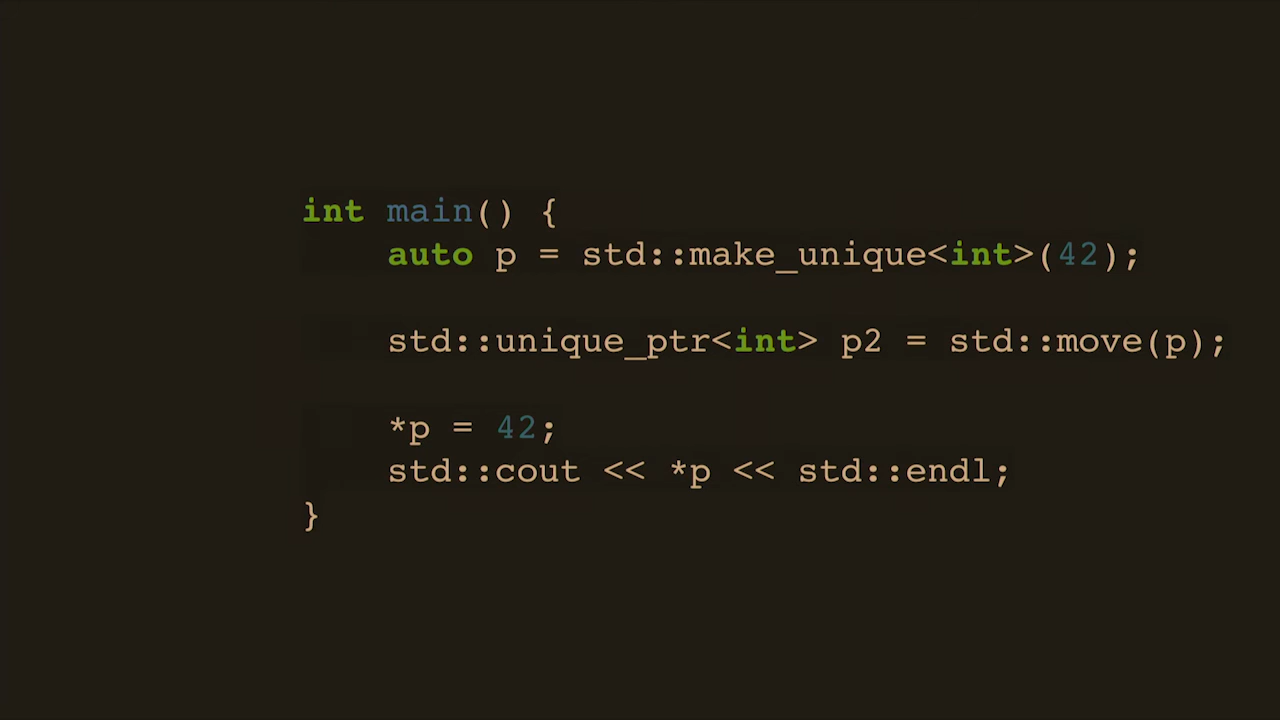 int main() {
    auto p = std::make_unique<int>(42);
    std::unique_ptr<int> p2 = std::move(p);
    *p = 42;
    std::cout << *p << std::endl;
}